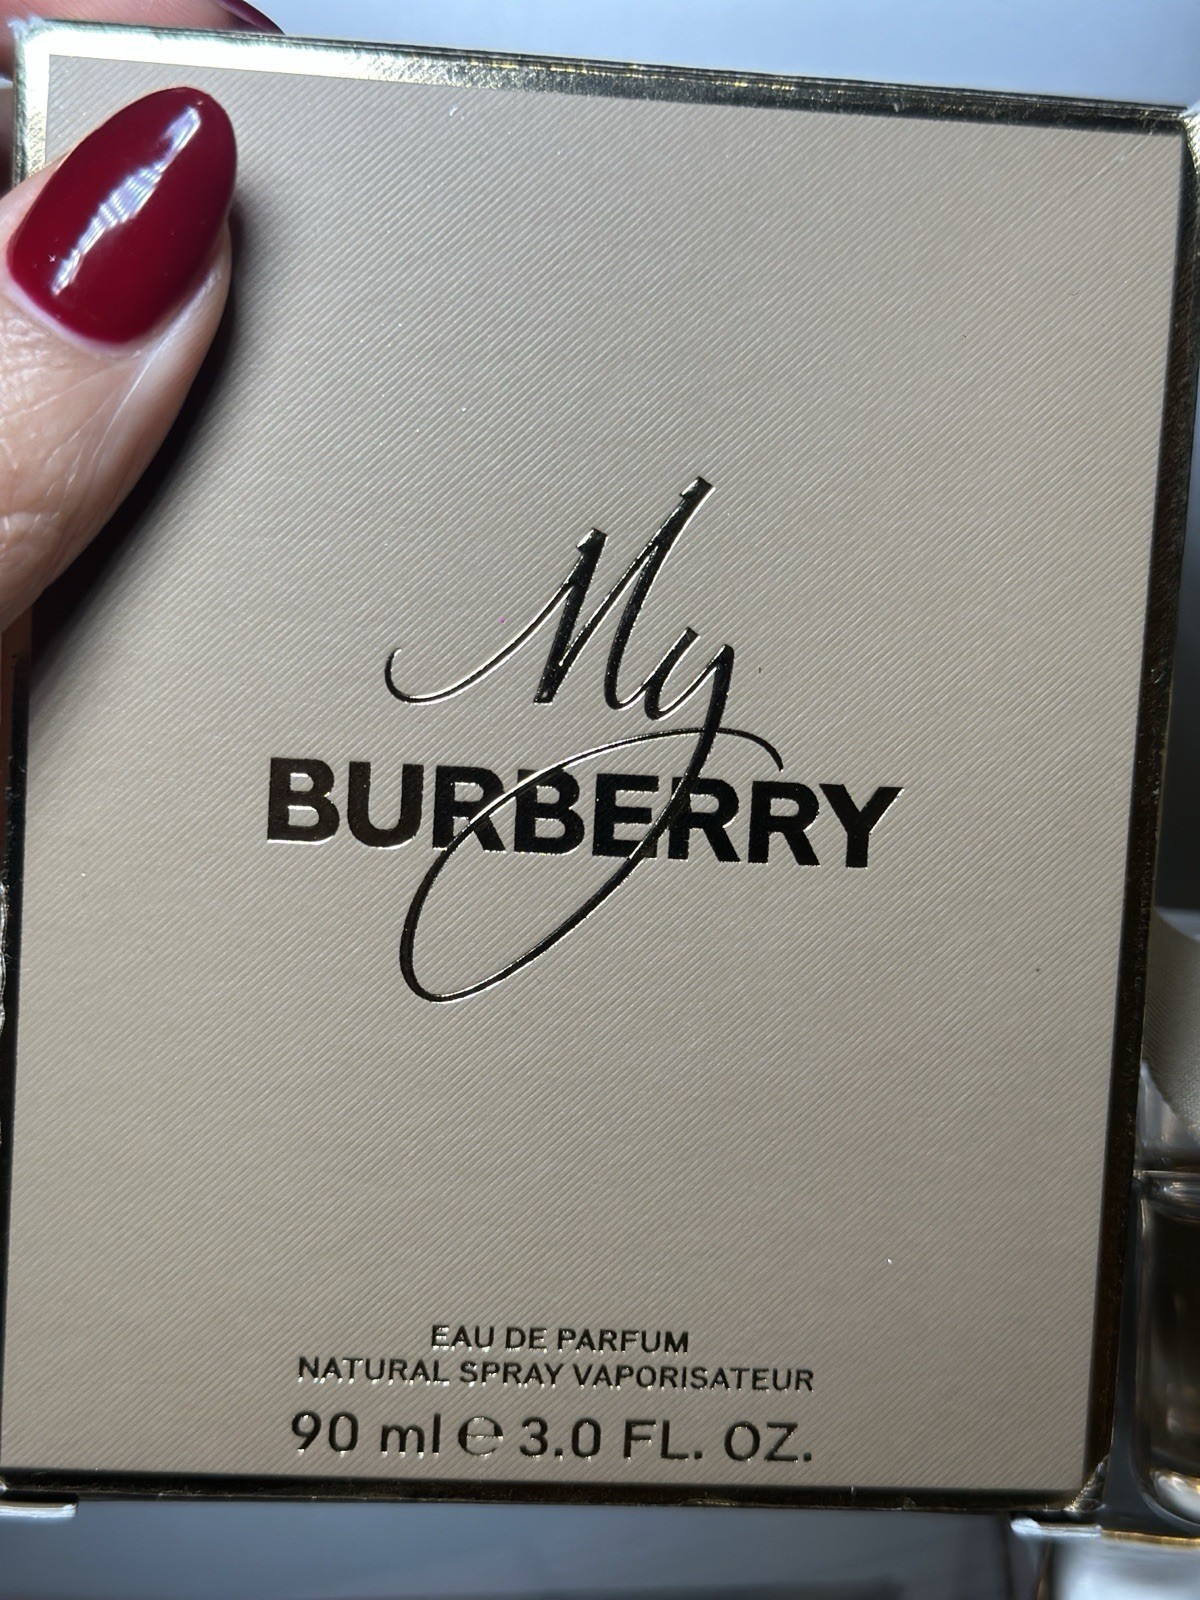 My
BURBERRY
EAU DE PARFUM
NATURAL SPRAY VAPORISATEUR
90 ml ℮ 3.0 FL. OZ.